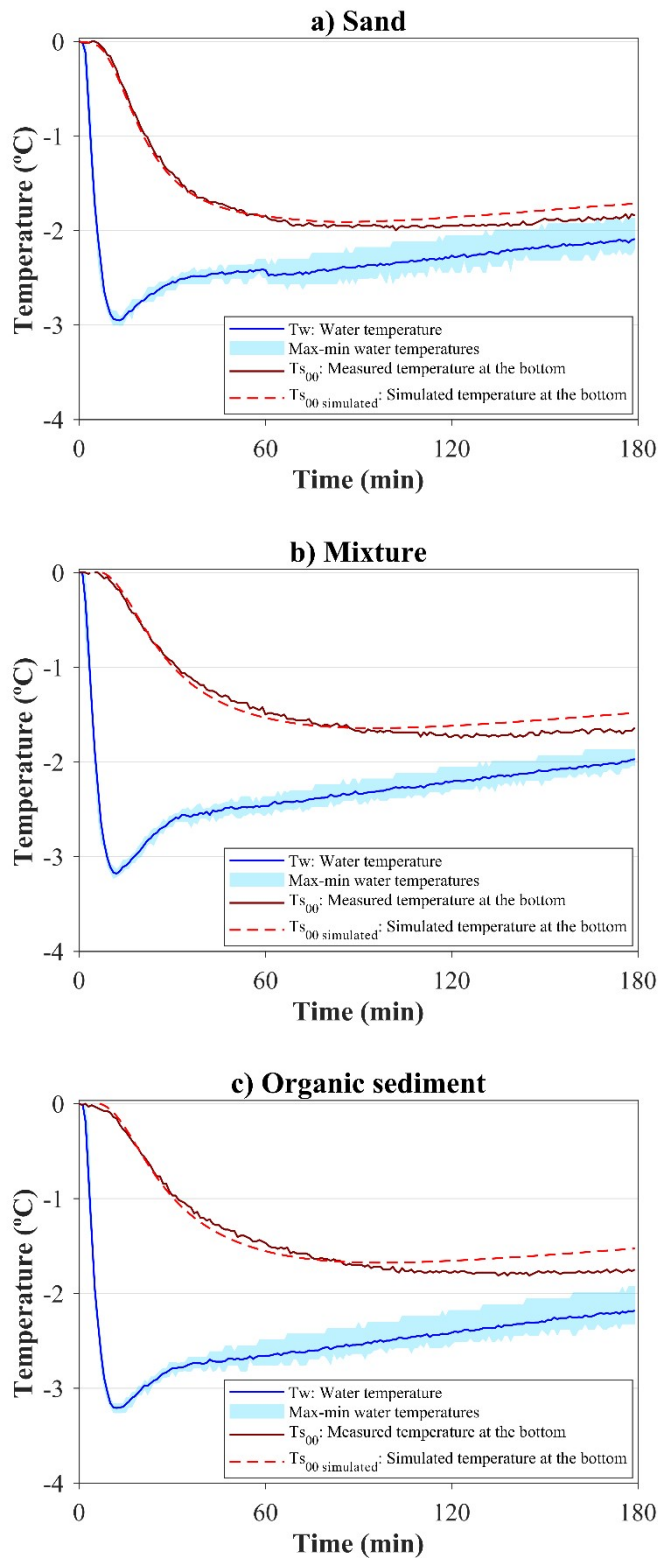 a) Sand
0
-1
-2
-3
-4
Temperature (ºC)
Tw: Water temperature
Max-min water temperatures
Ts00: Measured temperature at the bottom
Ts00 simulated: Simulated temperature at the bottom
0
60
120
180
Time (min)
b) Mixture
0
-1
-2
-3
-4
Temperature (ºC)
Tw: Water temperature
Max-min water temperatures
Ts00: Measured temperature at the bottom
Ts00 simulated: Simulated temperature at the bottom
0
60
120
180
Time (min)
c) Organic sediment
0
-1
-2
-3
-4
Temperature (ºC)
Tw: Water temperature
Max-min water temperatures
Ts00: Measured temperature at the bottom
Ts00 simulated: Simulated temperature at the bottom
0
60
120
180
Time (min)